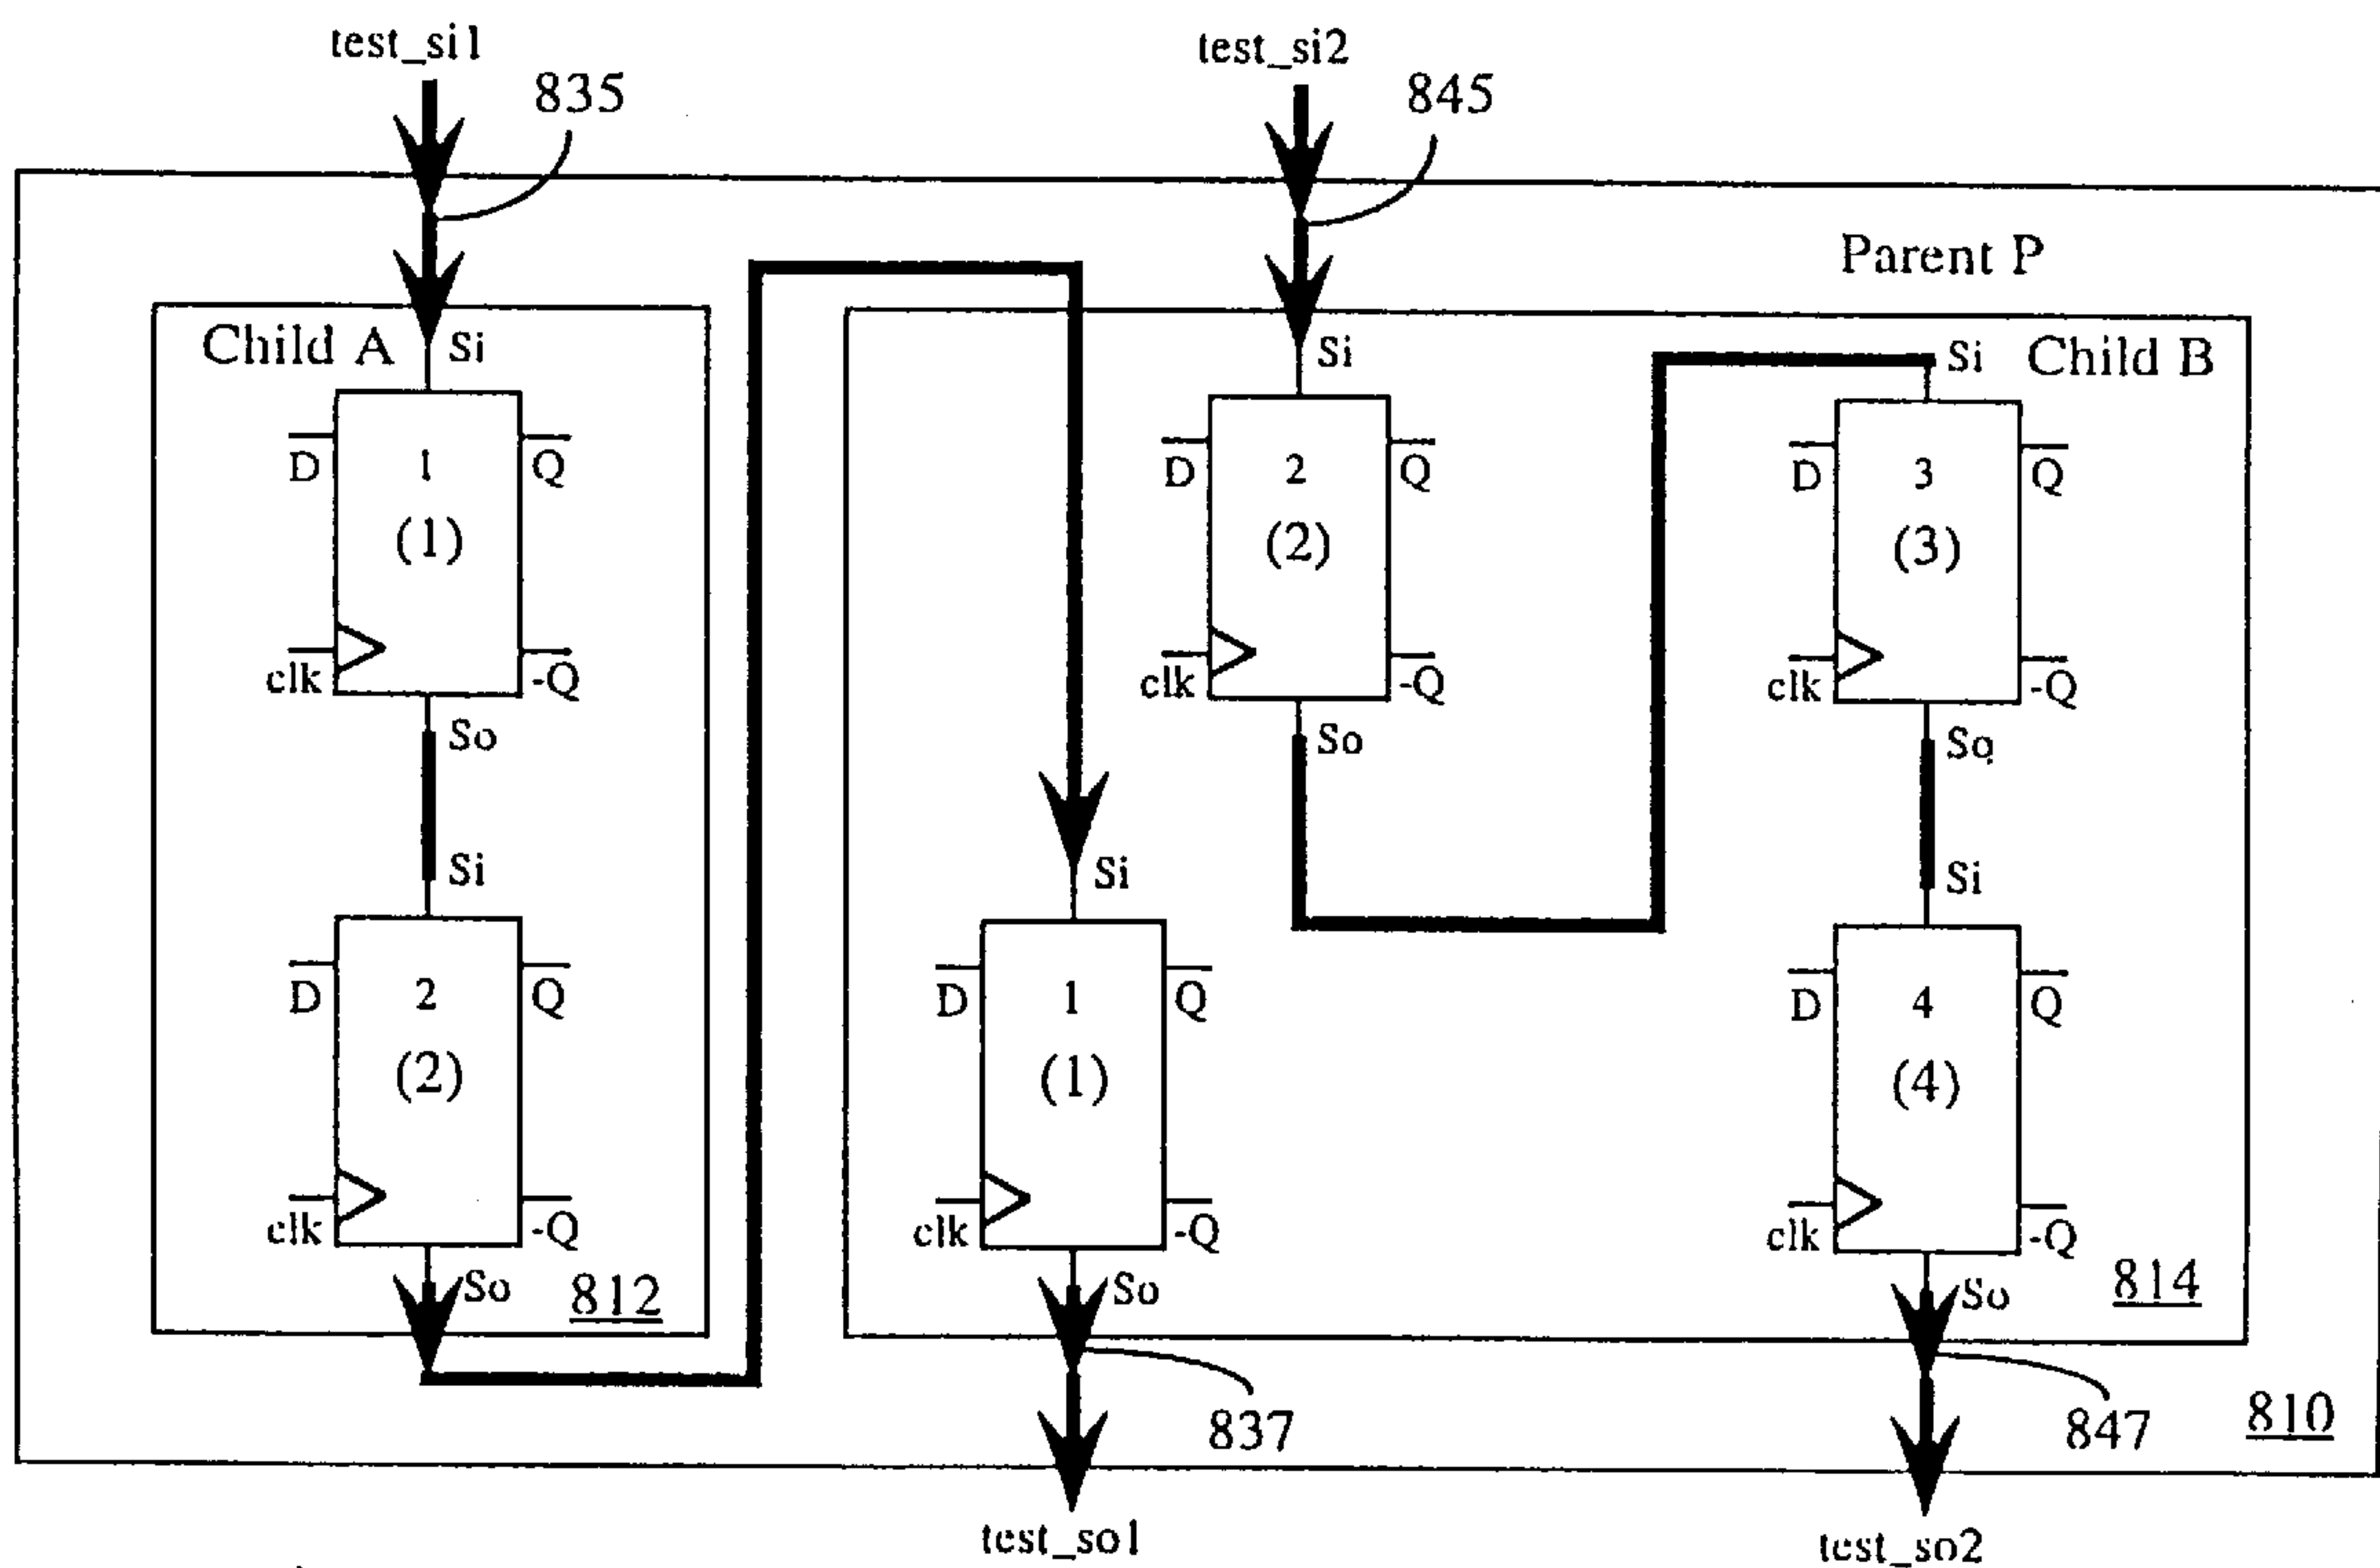 test_si1
test_si2
835
845
Parent P
Child A
Si
Si
Si
Child B
D
1
Q
D
2
Q
D
3
Q
(1)
(2)
(3)
clk
-Q
clk
-Q
clk
-Q
So
So
So
Si
Si
Si
D
2
Q
D
1
Q
D
4
Q
(2)
(1)
(4)
clk
-Q
clk
-Q
clk
-Q
So
812
So
So
814
837
847
810
test_so1
test_so2